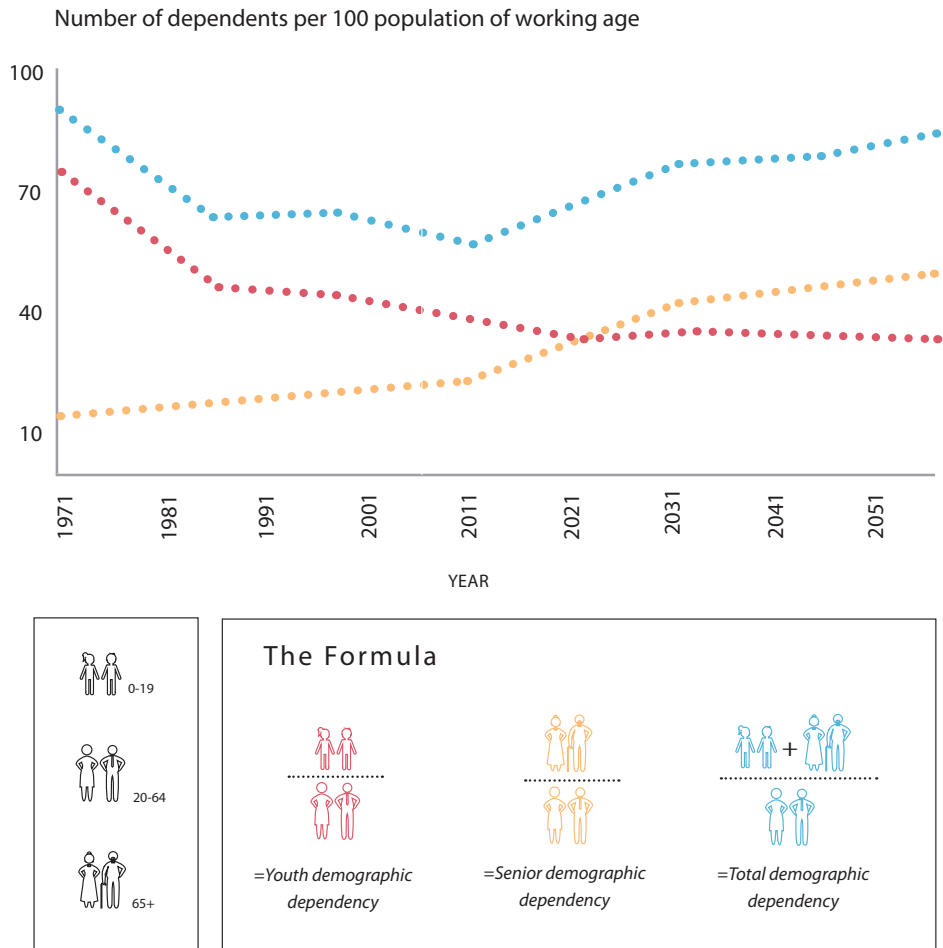 Number of dependents per 100 population of working age
100
70
40
10
1971
1981
1991
2001
2011
2021
2031
2041
2051
YEAR
0-19
20-64
65+
The Formula
+
=Youth demographic
dependency
=Senior demographic
dependency
=Total demographic
dependency